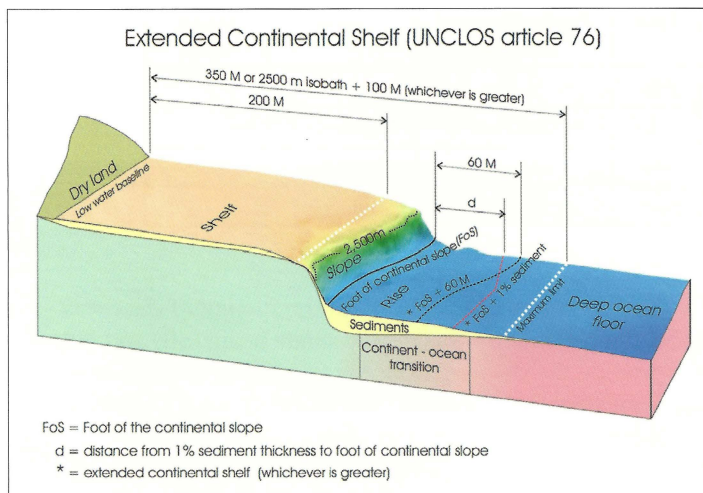 Extended Continental Shelf (UNCLOS article 76)
350 M or 2500 m isobath + 100 M (whichever is greater)
200 M
60 M
d
Dry land
Low water baseline
Shelf
2,500m
Slope
Foot of continental slope(FoS)
Rise
* FoS + 60 M
* FoS + 1% sediment
Maximum limit
Deep ocean
floor
Sediments
Continent - ocean
transition
FoS = Foot of the continental slope
d = distance from 1% sediment thickness to foot of continental slope
* = extended continental shelf (whichever is greater)